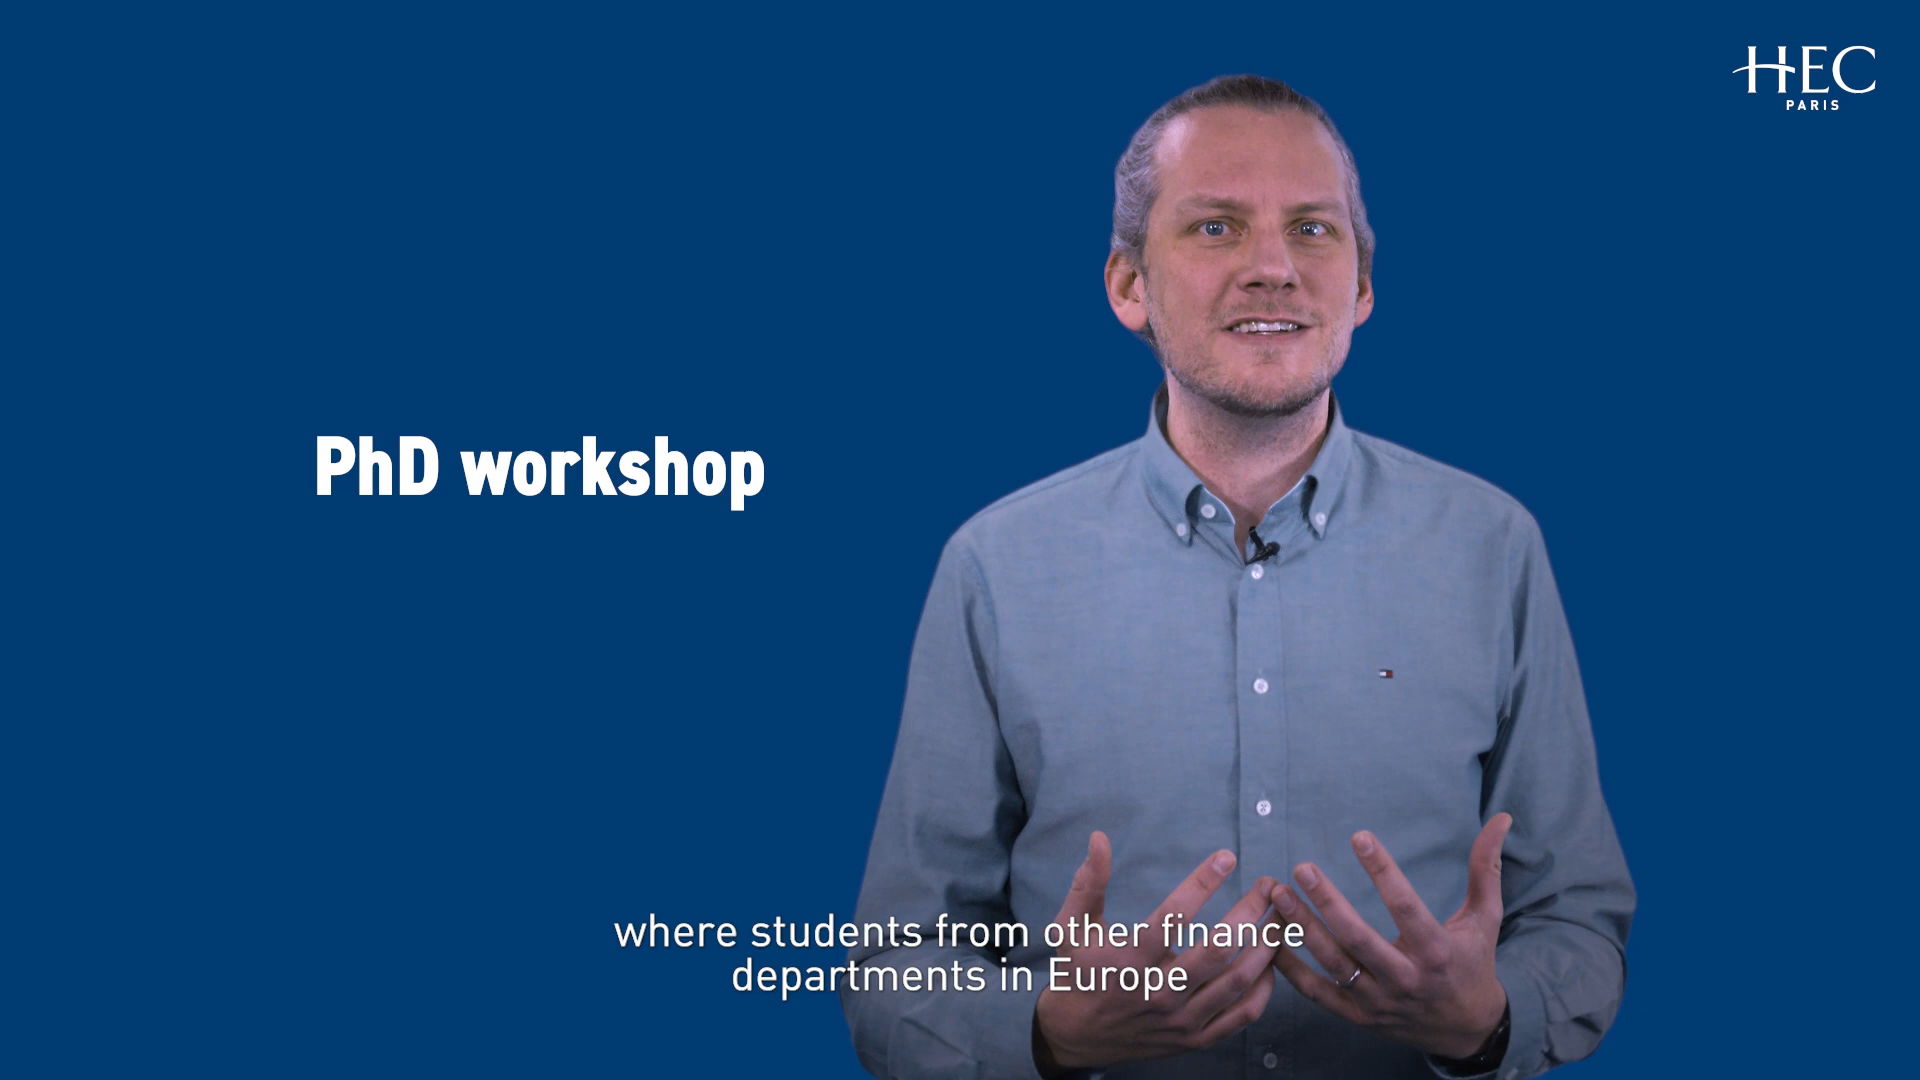 HEC
PARIS
PhD workshop
where students from other finance
departments in Europe